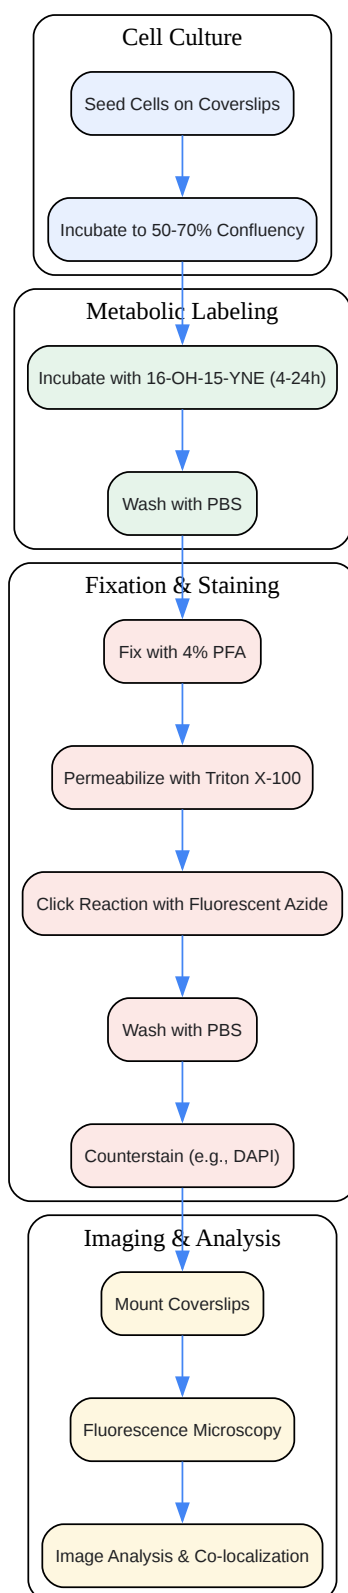 Cell Culture
Seed Cells on Coverslips
Incubate to 50-70% Confluency
Metabolic Labeling
Incubate with 16-OH-15-YNE (4-24h)
Wash with PBS
Fixation & Staining
Fix with 4% PFA
Permeabilize with Triton X-100
Click Reaction with Fluorescent Azide
Wash with PBS
Counterstain (e.g., DAPI)
Imaging & Analysis
Mount Coverslips
Fluorescence Microscopy
Image Analysis & Co-localization